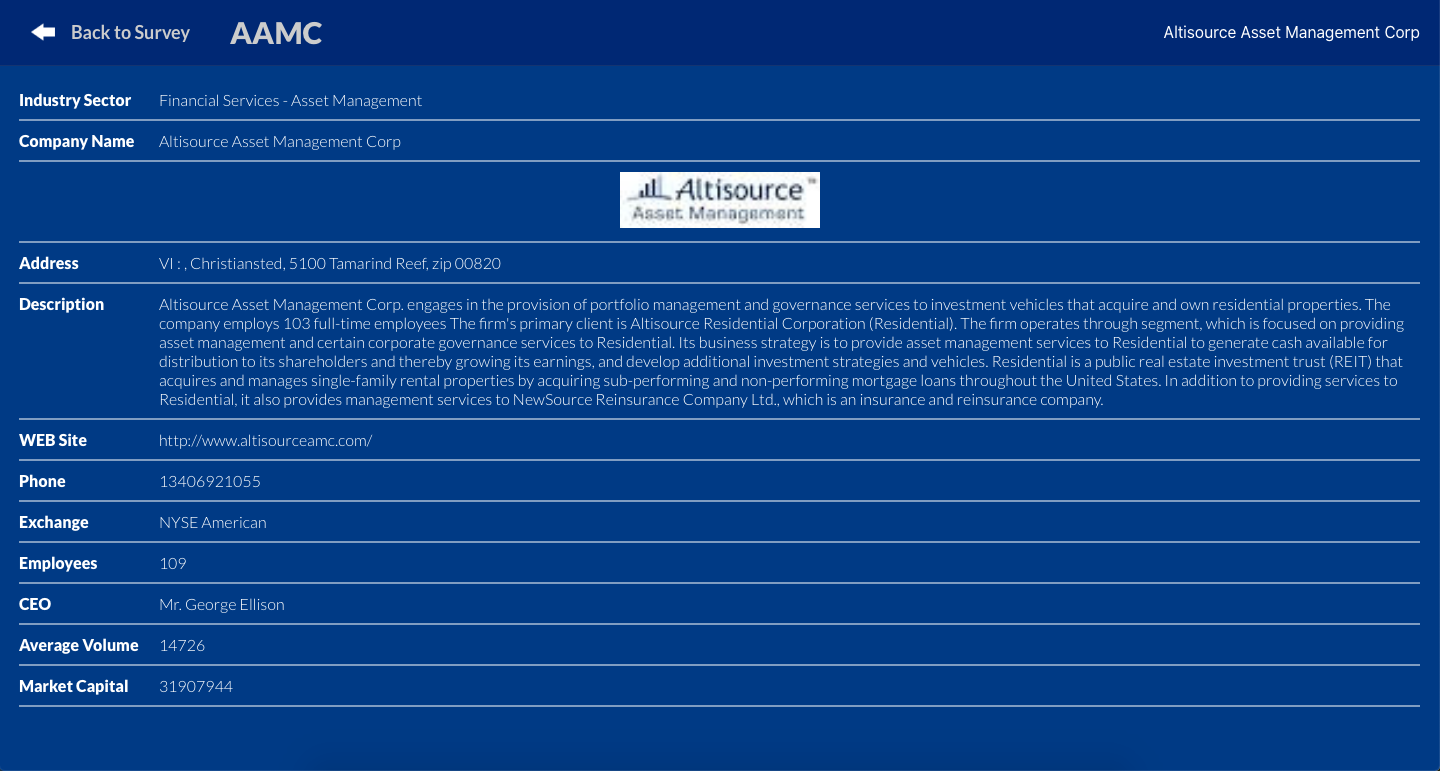 Back to Survey AAMC Altisource Asset Management Corp
Industry Sector Financial Services - Asset Management
Company Name Altisource Asset Management Corp
Altisource™
Asset Management
Address VI : , Christiansted, 5100 Tamarind Reef, zip 00820
Description Altisource Asset Management Corp. engages in the provision of portfolio management and governance services to investment vehicles that acquire and own residential properties. The
company employs 103 full-time employees The firm's primary client is Altisource Residential Corporation (Residential). The firm operates through segment, which is focused on providing
asset management and certain corporate governance services to Residential. Its business strategy is to provide asset management services to Residential to generate cash available for
distribution to its shareholders and thereby growing its earnings, and develop additional investment strategies and vehicles. Residential is a public real estate investment trust (REIT) that
acquires and manages single-family rental properties by acquiring sub-performing and non-performing mortgage loans throughout the United States. In addition to providing services to
Residential, it also provides management services to NewSource Reinsurance Company Ltd., which is an insurance and reinsurance company.
WEB Site http://www.altisourceamc.com/
Phone 13406921055
Exchange NYSE American
Employees 109
CEO Mr. George Ellison
Average Volume 14726
Market Capital 31907944